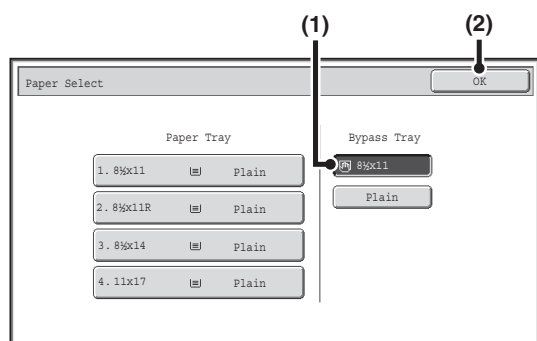 (1) (2)
Paper Select OK
Paper Tray Bypass Tray
1. 8½x11 Plain 8½x11
2. 8½x11R Plain Plain
3. 8½x14 Plain
4. 11x17 Plain